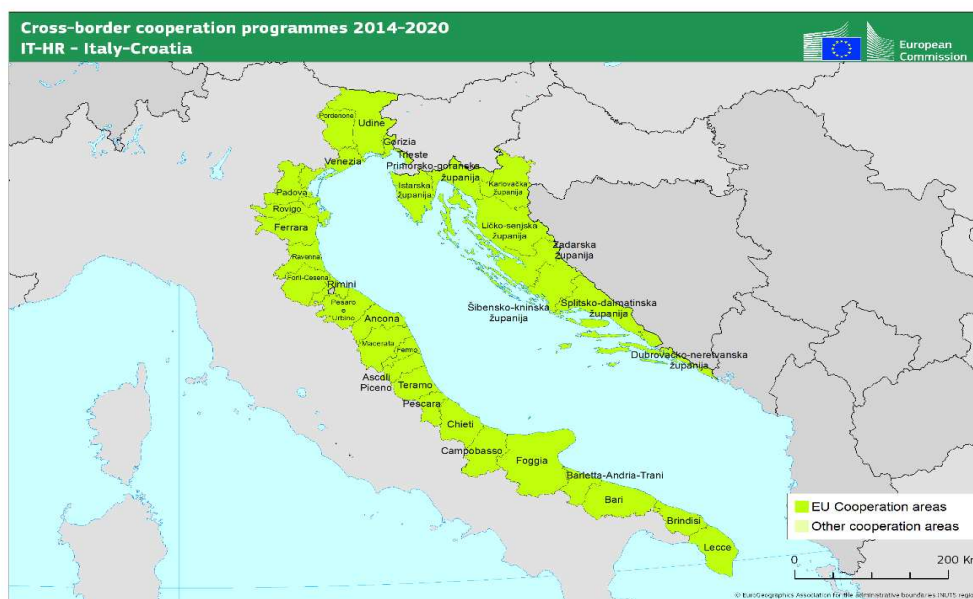 Cross-border cooperation programmes 2014-2020
IT-HR - Italy-Croatia
European
Commission
Pordenone
Udine
Gorizia
Trieste
Venezia
Primorsko-goranska
županija
Padova
Istarska
županija
Karlovačka
županija
Rovigo
Ferrara
Ličko-senjska
županija
Ravenna
Zadarska
županija
Forlì-Cesena
Rimini
Pesaro
e
Urbino
Ancona
Šibensko-kninska
županija
Splitsko-dalmatinska
županija
Macerata
Fermo
Dubrovačko-neretvanska
županija
Ascoli
Piceno
Teramo
Pescara
Chieti
Campobasso
Foggia
Barletta-Andria-Trani
Bari
Brindisi
Lecce
EU Cooperation areas
Other cooperation areas
0 200 Km
© EuroGeographics Association for the administrative boundaries (NUTS regio